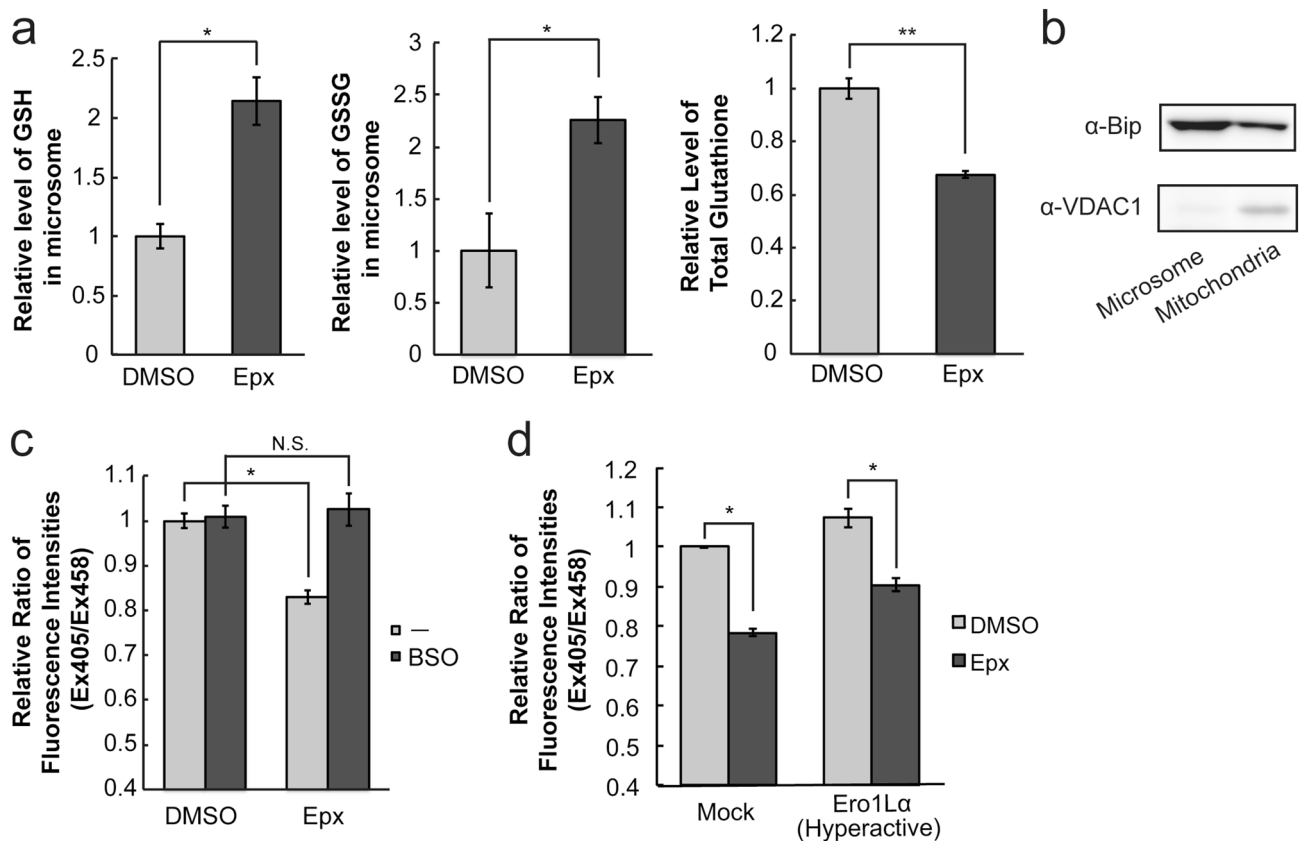 a
*
2.5
2
1.5
1
0.5
0
Relative level of GSH
in microsome
DMSO
Epx
*
3
2.5
2
1.5
1
0.5
0
Relative level of GSSG
in microsome
DMSO
Epx
**
1.2
1
0.8
0.6
0.4
0.2
0
Relative Level of
Total Glutathione
DMSO
Epx
b
α-Bip
α-VDAC1
Microsome
Mitochondria
c
N.S.
*
1.1
1
0.9
0.8
0.7
0.6
0.5
0.4
Relative Ratio of
Fluorescence Intensities
(Ex405/Ex458)
DMSO
Epx
—
BSO
d
*
*
1.2
1.1
1
0.9
0.8
0.7
0.6
0.5
0.4
Relative Ratio of
Fluorescence Intensities
(Ex405/Ex458)
Mock
Ero1Lα
(Hyperactive)
DMSO
Epx